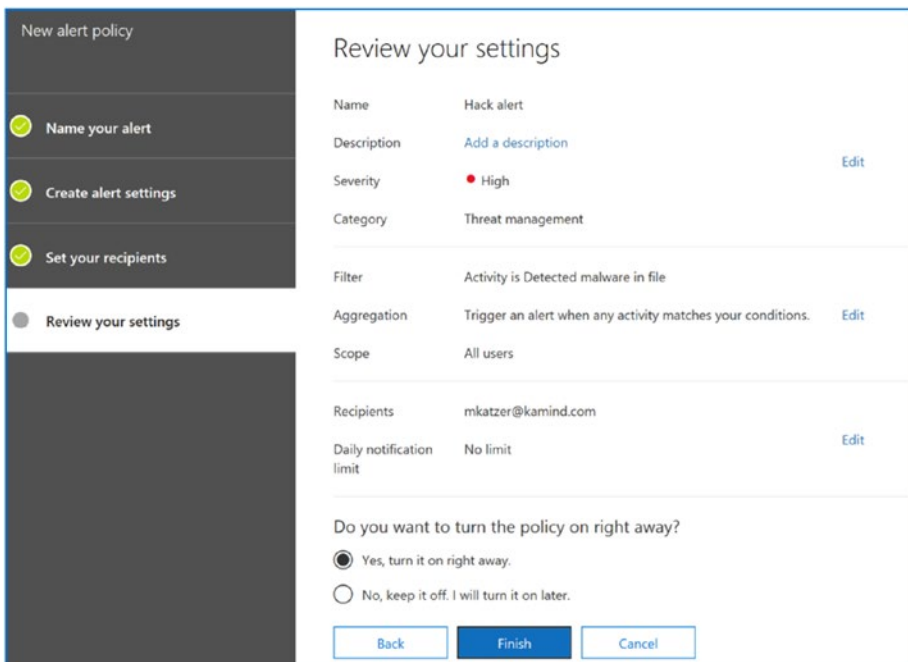 New alert policy
Name your alert
Create alert settings
Set your recipients
Review your settings
Review your settings
Name Hack alert
Description Add a description
Edit
Severity High
Category Threat management
Filter Activity is Detected malware in file
Aggregation Trigger an alert when any activity matches your conditions. Edit
Scope All users
Recipients mkatzer@kamind.com
Edit
Daily notification No limit
limit
Do you want to turn the policy on right away?
Yes, turn it on right away.
No, keep it off. I will turn it on later.
Back Finish Cancel